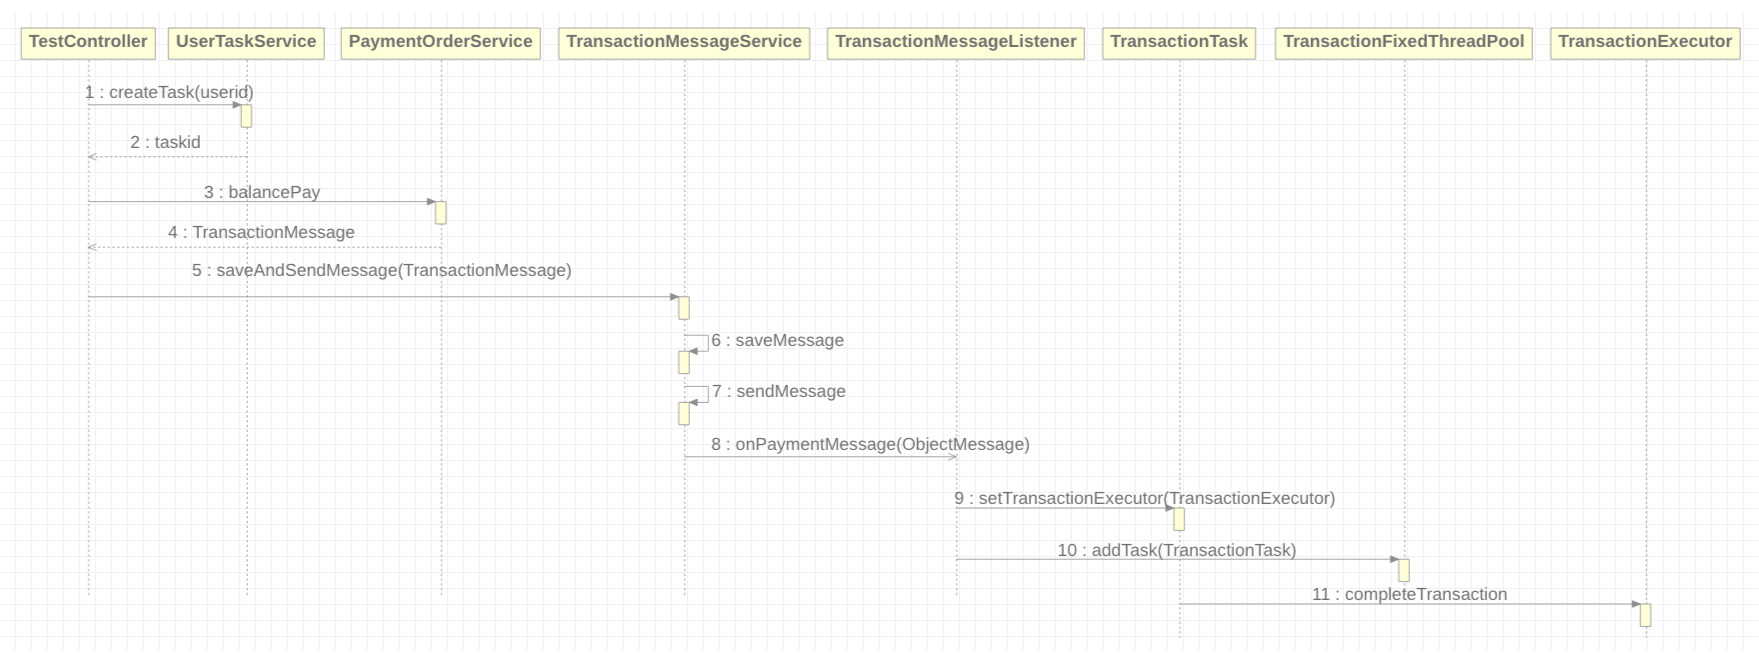 TestController
UserTaskService
PaymentOrderService
TransactionMessageService
TransactionMessageListener
TransactionTask
TransactionFixedThreadPool
TransactionExecutor
1 : createTask(userid)
2 : taskid
3 : balancePay
4 : TransactionMessage
5 : saveAndSendMessage(TransactionMessage)
6 : saveMessage
7 : sendMessage
8 : onPaymentMessage(ObjectMessage)
9 : setTransactionExecutor(TransactionExecutor)
10 : addTask(TransactionTask)
11 : completeTransaction